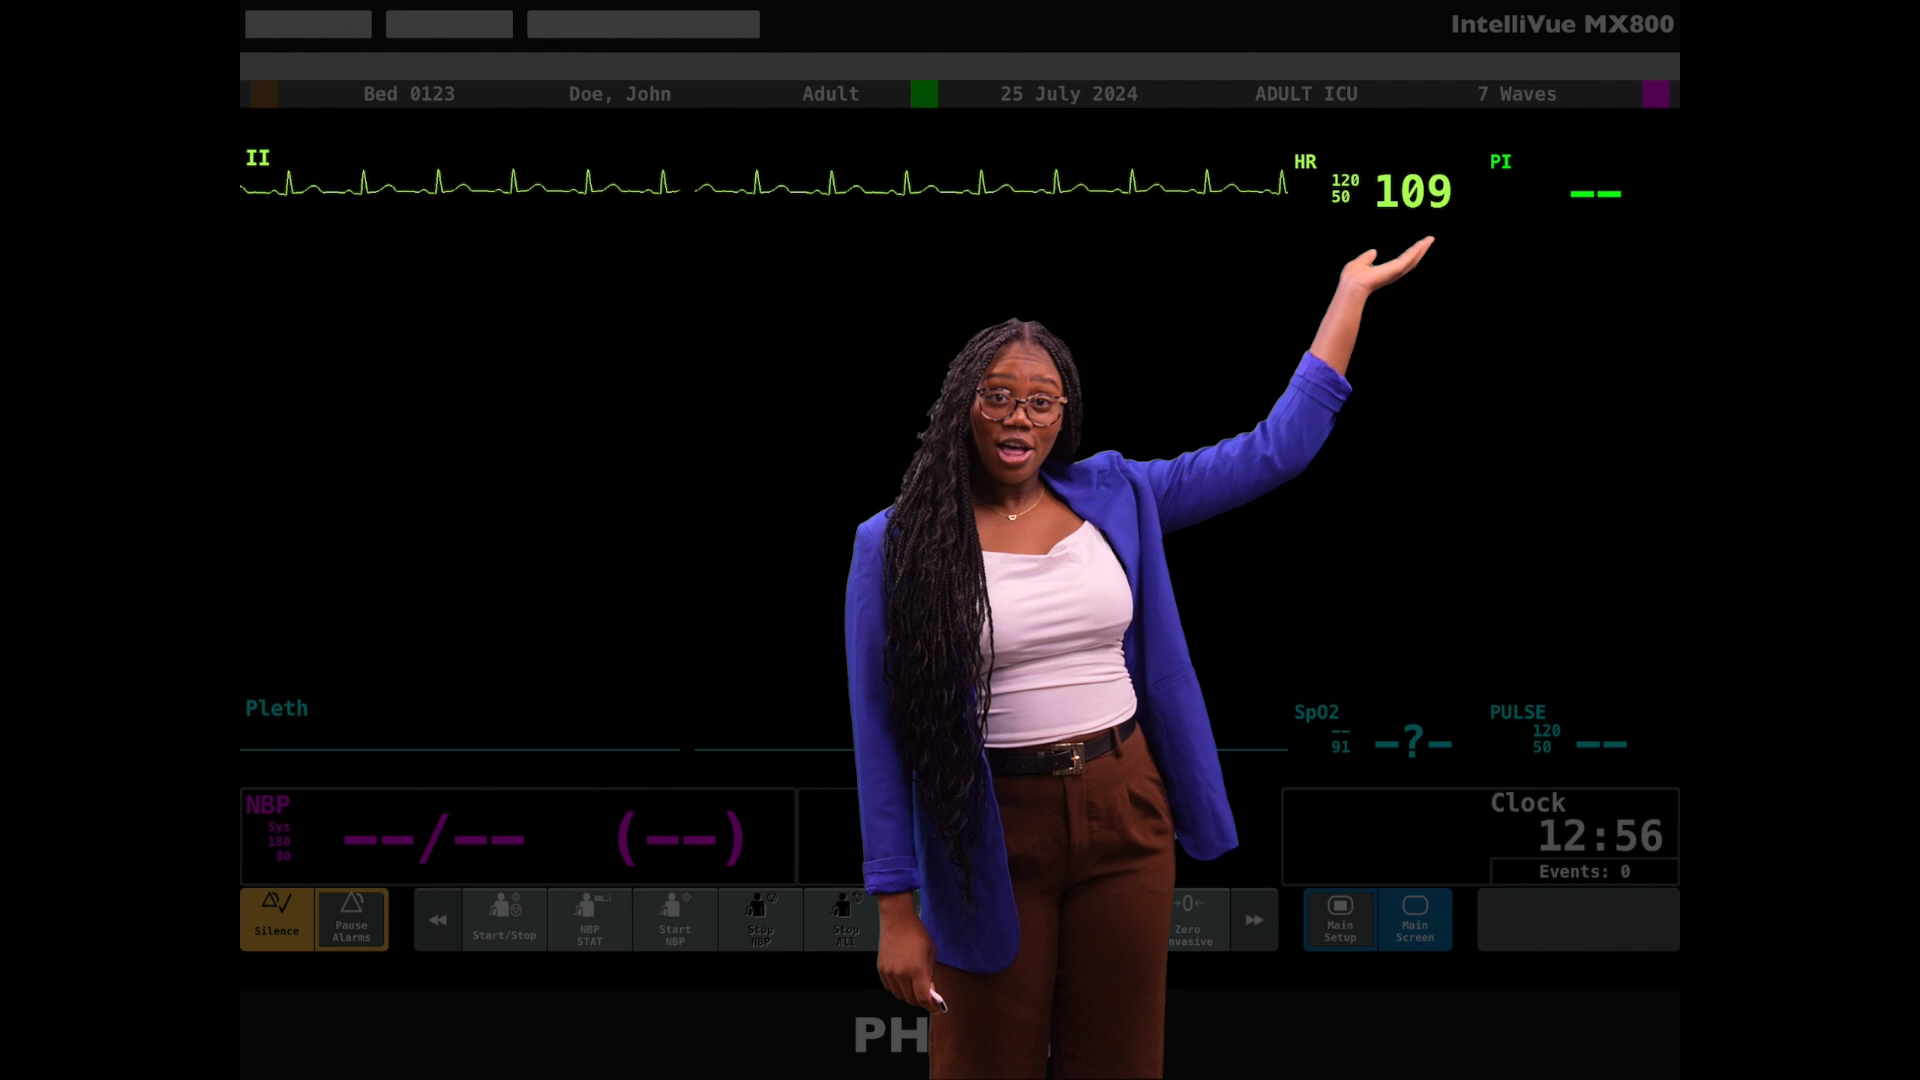 IntelliVue MX800
Bed 0123 Doe, John Adult 25 July 2024 ADULT ICU 7 Waves
II
HR
120
50
109
PI
--
Pleth
SpO2
--
91
-?-
PULSE
120
50
--
NBP
Sys
180
80
--/-- (--)
Clock
12:56
Events: 0
Silence
Pause
Alarms
Start/Stop
NBP
STAT
Start
NBP
Stop
NBP
Stop
All
Zero
Main
Setup
Main
Screen
PH